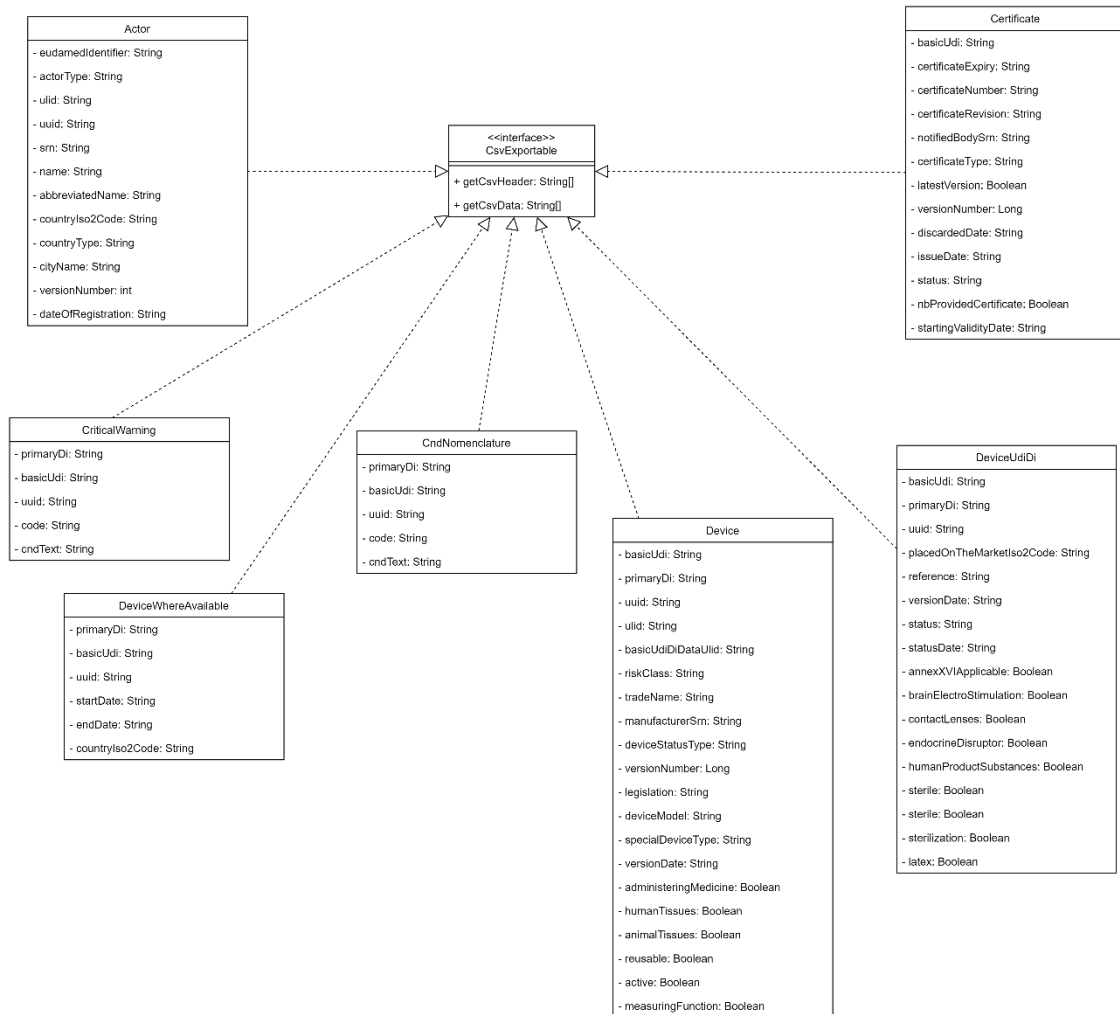 Actor
- eudamedIdentifier: String
- actorType: String
- ulid: String
- uuid: String
- srn: String
- name: String
- abbreviatedName: String
- countryIso2Code: String
- countryType: String
- cityName: String
- versionNumber: int
- dateOfRegistration: String
<<interface>>
CsvExportable
+ getCsvHeader: String[]
+ getCsvData: String[]
Certificate
- basicUdi: String
- certificateExpiry: String
- certificateNumber: String
- certificateRevision: String
- notifiedBodySrn: String
- certificateType: String
- latestVersion: Boolean
- versionNumber: Long
- discardedDate: String
- issueDate: String
- status: String
- nbProvidedCertificate: Boolean
- startingValidityDate: String
CriticalWarning
- primaryDi: String
- basicUdi: String
- uuid: String
- code: String
- cndText: String
CndNomenclature
- primaryDi: String
- basicUdi: String
- uuid: String
- code: String
- cndText: String
DeviceWhereAvailable
- primaryDi: String
- basicUdi: String
- uuid: String
- startDate: String
- endDate: String
- countryIso2Code: String
Device
- basicUdi: String
- primaryDi: String
- uuid: String
- ulid: String
- basicUdiDiDataUlid: String
- riskClass: String
- tradeName: String
- manufacturerSrn: String
- deviceStatusType: String
- versionNumber: Long
- legislation: String
- deviceModel: String
- specialDeviceType: String
- versionDate: String
- administeringMedicine: Boolean
- humanTissues: Boolean
- animalTissues: Boolean
- reusable: Boolean
- active: Boolean
- measuringFunction: Boolean
DeviceUdiDi
- basicUdi: String
- primaryDi: String
- uuid: String
- placedOnTheMarketIso2Code: String
- reference: String
- versionDate: String
- status: String
- statusDate: String
- annexXVIApplicable: Boolean
- brainElectroStimulation: Boolean
- contactLenses: Boolean
- endocrineDisruptor: Boolean
- humanProductSubstances: Boolean
- sterile: Boolean
- sterile: Boolean
- sterilization: Boolean
- latex: Boolean